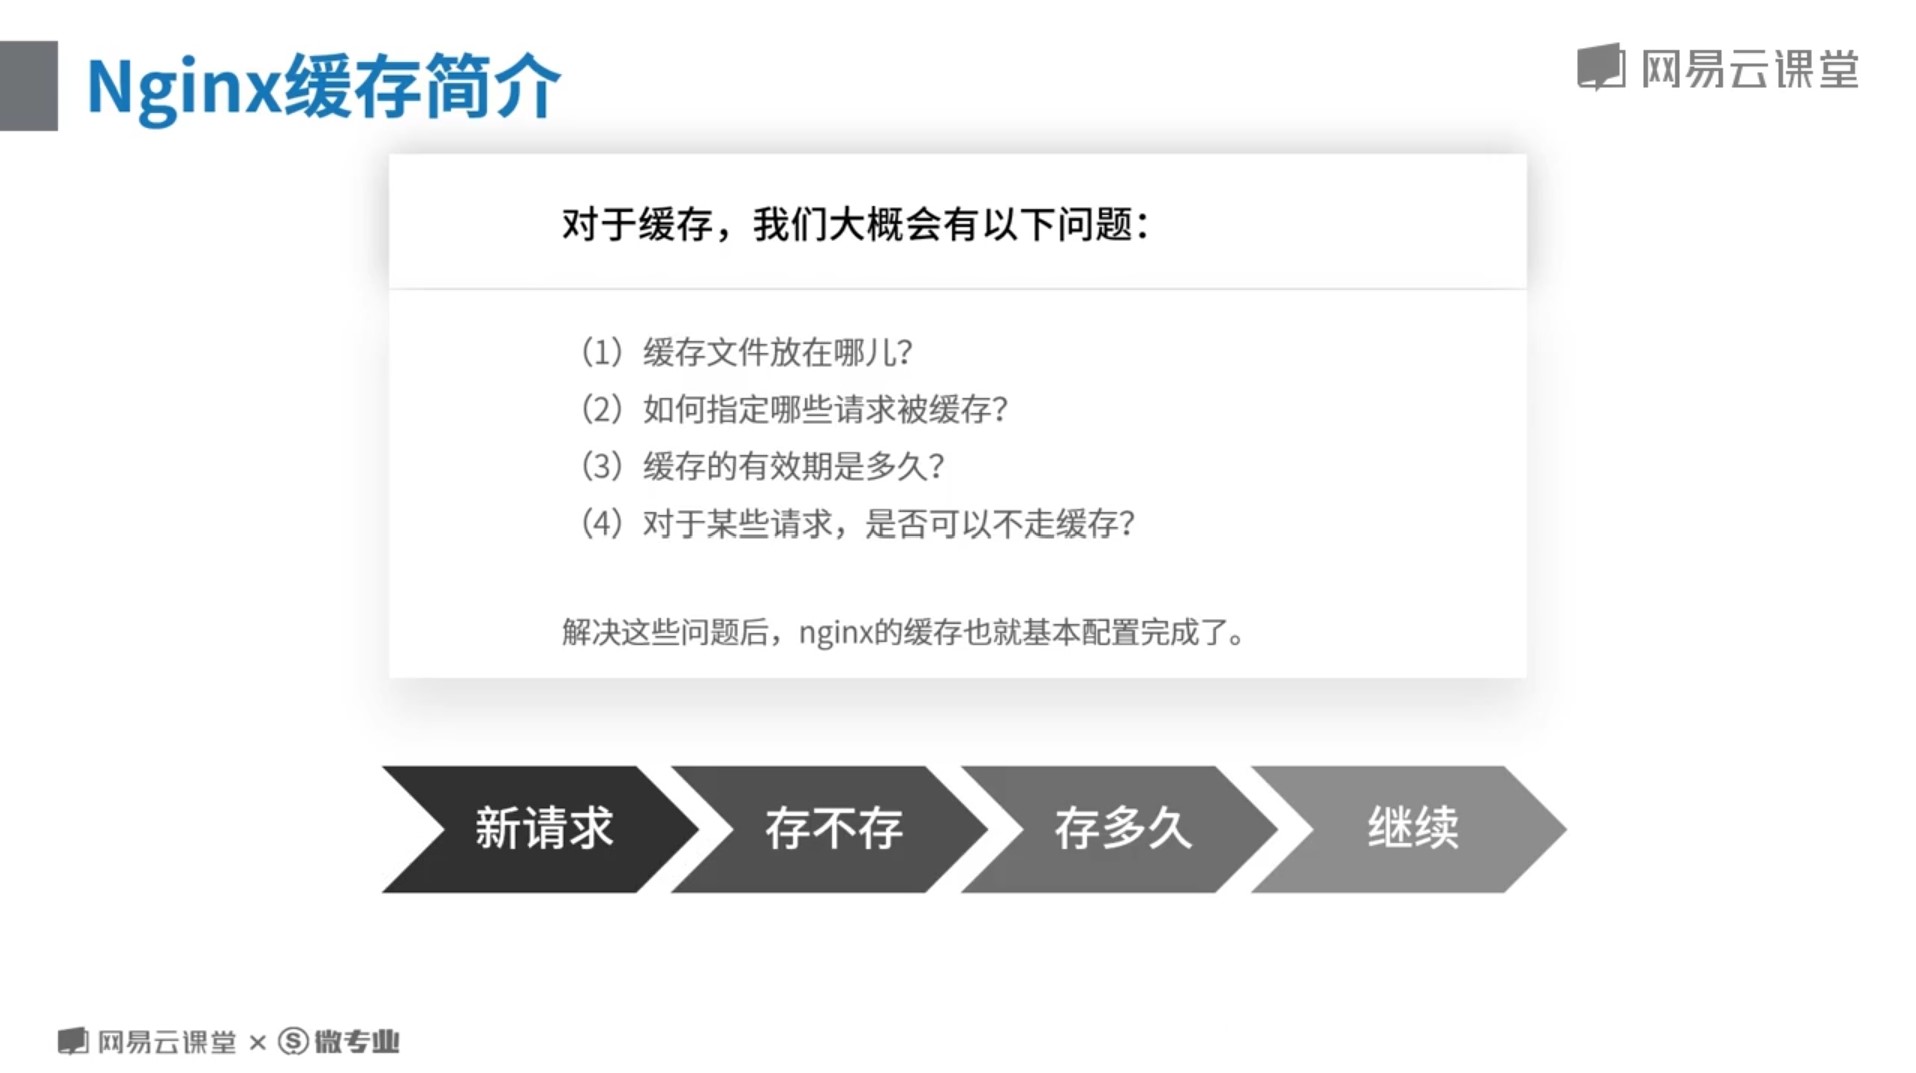 Nginx缓存简介
网易云课堂
对于缓存，我们大概会有以下问题：
（1）缓存文件放在哪儿？
（2）如何指定哪些请求被缓存？
（3）缓存的有效期是多久？
（4）对于某些请求，是否可以不走缓存？
解决这些问题后，nginx的缓存也就基本配置完成了。
新请求
存不存
存多久
继续
网易云课堂 × Ⓢ微专业